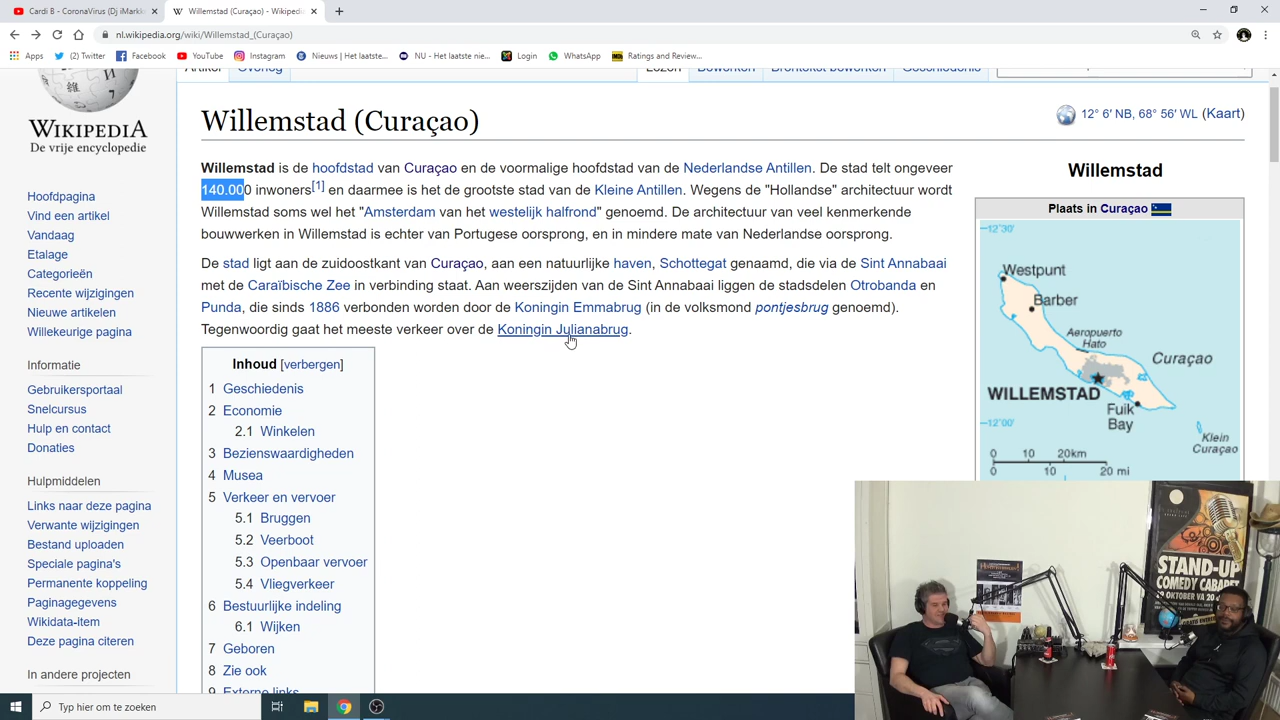 Cardi B - CoronaVirus (Dj iMarkk
Willemstad (Curaçao) - Wikipedi
nl.wikipedia.org/wiki/Willemstad_(Curaçao)
Apps
Twitter
Facebook
YouTube
Instagram
Nieuws | Het laatste...
NU - Het laatste nie...
Login
WhatsApp
Ratings and Review...
Artikel
Overleg
Lezen
Bewerken
Brontekst bewerken
Geschiedenis
WIKIPEDIA
De vrije encyclopedie
Hoofdpagina
Vind een artikel
Vandaag
Etalage
Categorieën
Recente wijzigingen
Nieuwe artikelen
Willekeurige pagina
Informatie
Gebruikersportaal
Snelcursus
Hulp en contact
Donaties
Hulpmiddelen
Links naar deze pagina
Verwante wijzigingen
Bestand uploaden
Speciale pagina's
Permanente koppeling
Paginagegevens
Wikidata-item
Deze pagina citeren
In andere projecten
Willemstad (Curaçao)
12° 6′ NB, 68° 56′ WL (Kaart)
Willemstad is de hoofdstad van Curaçao en de voormalige hoofdstad van de Nederlandse Antillen. De stad telt ongeveer
140.000 inwoners[1] en daarmee is het de grootste stad van de Kleine Antillen. Wegens de "Hollandse" architectuur wordt
Willemstad soms wel het "Amsterdam van het westelijk halfrond" genoemd. De architectuur van veel kenmerkende
bouwwerken in Willemstad is echter van Portugese oorsprong, en in mindere mate van Nederlandse oorsprong.
De stad ligt aan de zuidoostkant van Curaçao, aan een natuurlijke haven, Schottegat genaamd, die via de Sint Annabaai
met de Caraïbische Zee in verbinding staat. Aan weerszijden van de Sint Annabaai liggen de stadsdelen Otrobanda en
Punda, die sinds 1886 verbonden worden door de Koningin Emmabrug (in de volksmond pontjesbrug genoemd).
Tegenwoordig gaat het meeste verkeer over de Koningin Julianabrug.
Inhoud [verbergen]
1 Geschiedenis
2 Economie
2.1 Winkelen
3 Bezienswaardigheden
4 Musea
5 Verkeer en vervoer
5.1 Bruggen
5.2 Veerboot
5.3 Openbaar vervoer
5.4 Vliegverkeer
6 Bestuurlijke indeling
6.1 Wijken
7 Geboren
8 Zie ook
9 Externe links
Willemstad
Plaats in Curaçao
12°30'
Westpunt
Barber
Aeropuerto
Hato
Curaçao
WILLEMSTAD
Fuik
Bay
12°00'
Klein
Curaçao
0 10 20km
0 10 20 mi
STAND-UP
COMEDY CABARET
OKTOBER VA 20
Typ hier om te zoeken